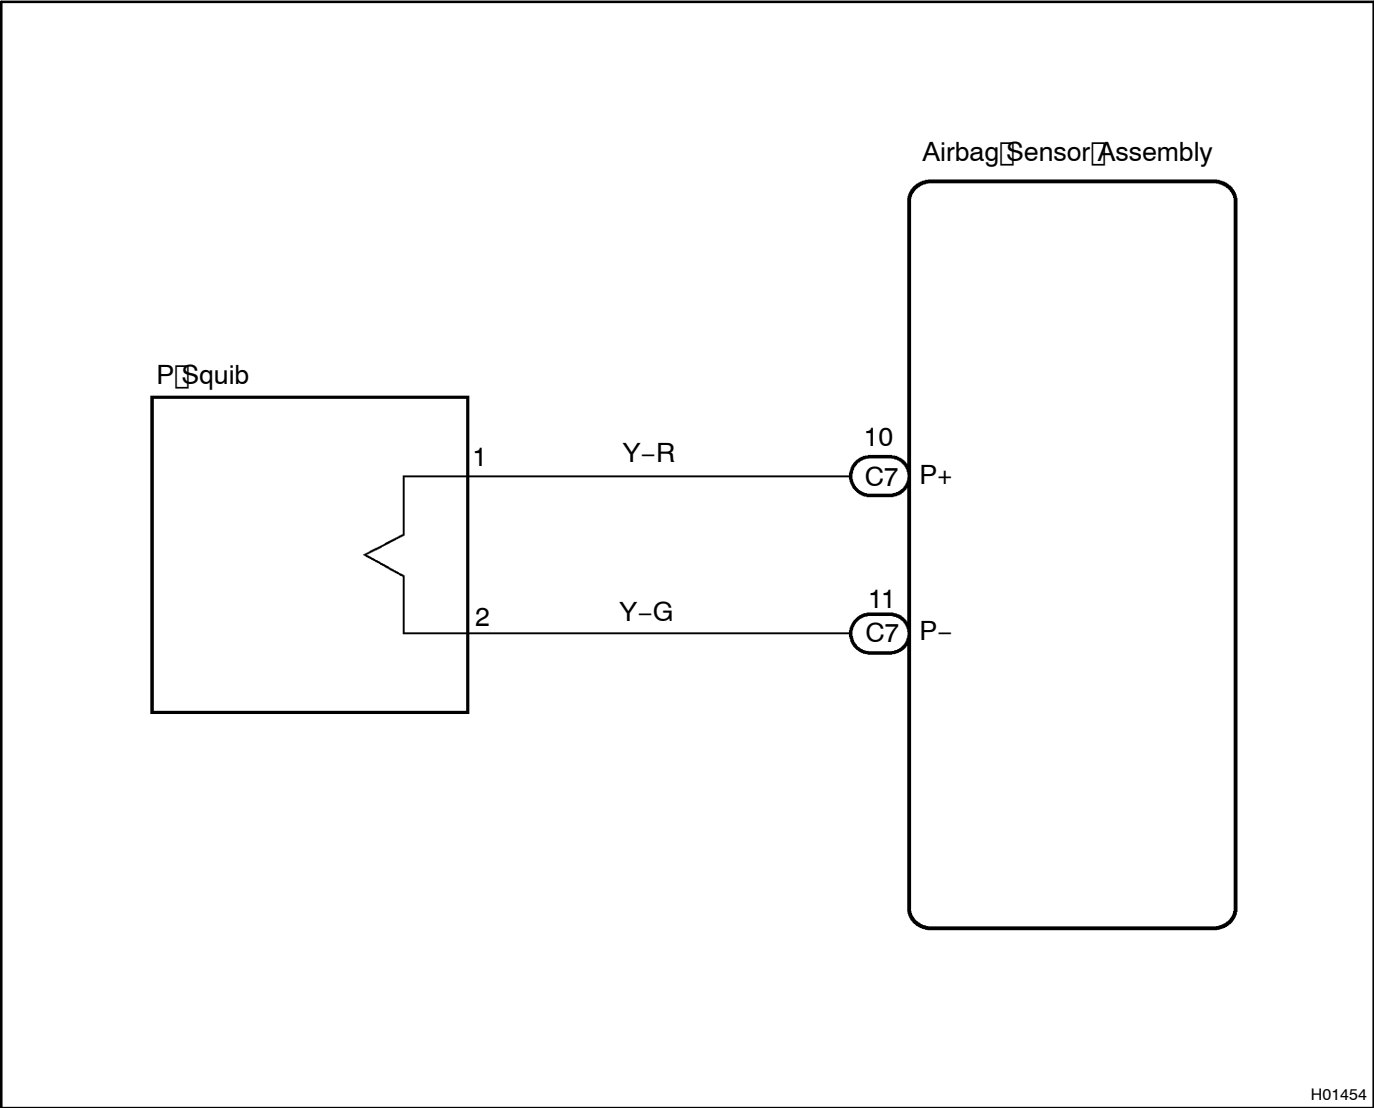 Airbag Sensor Assembly
P Squib
1
Y–R
10
C7
P+
2
Y–G
11
C7
P–
H01454